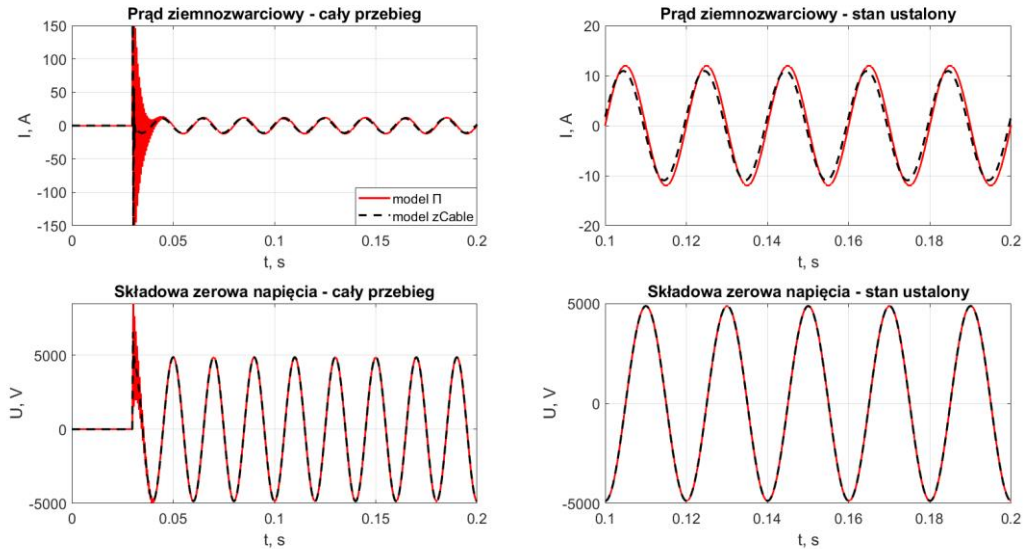 Prąd ziemnozwarciowy - cały przebieg
150
100
50
0
-50
-100
-150
I, A
model Π
model zCable
0 0.05 0.1 0.15 0.2
t, s
Prąd ziemnozwarciowy - stan ustalony
20
10
0
-10
-20
I, A
0.1 0.12 0.14 0.16 0.18 0.2
t, s
Składowa zerowa napięcia - cały przebieg
5000
0
-5000
U, V
0 0.05 0.1 0.15 0.2
t, s
Składowa zerowa napięcia - stan ustalony
5000
0
-5000
U, V
0.1 0.12 0.14 0.16 0.18 0.2
t, s